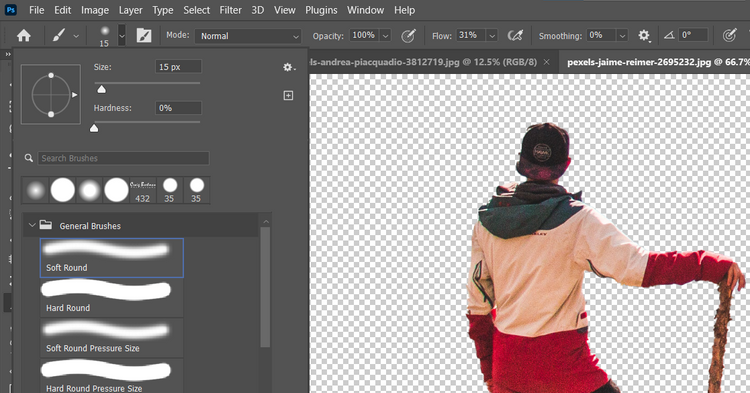 Ps File Edit Image Layer Type Select Filter 3D View Plugins Window Help
15 Mode: Normal Opacity: 100% Flow: 31% Smoothing: 0% 0°
ls-andrea-piacquadio-3812719.jpg @ 12.5% (RGB/8) × pexels-jaime-reimer-2695232.jpg @ 66.7%
Size: 15 px
Hardness: 0%
Search Brushes
432 35 35
General Brushes
Soft Round
Hard Round
Soft Round Pressure Size
Hard Round Pressure Size